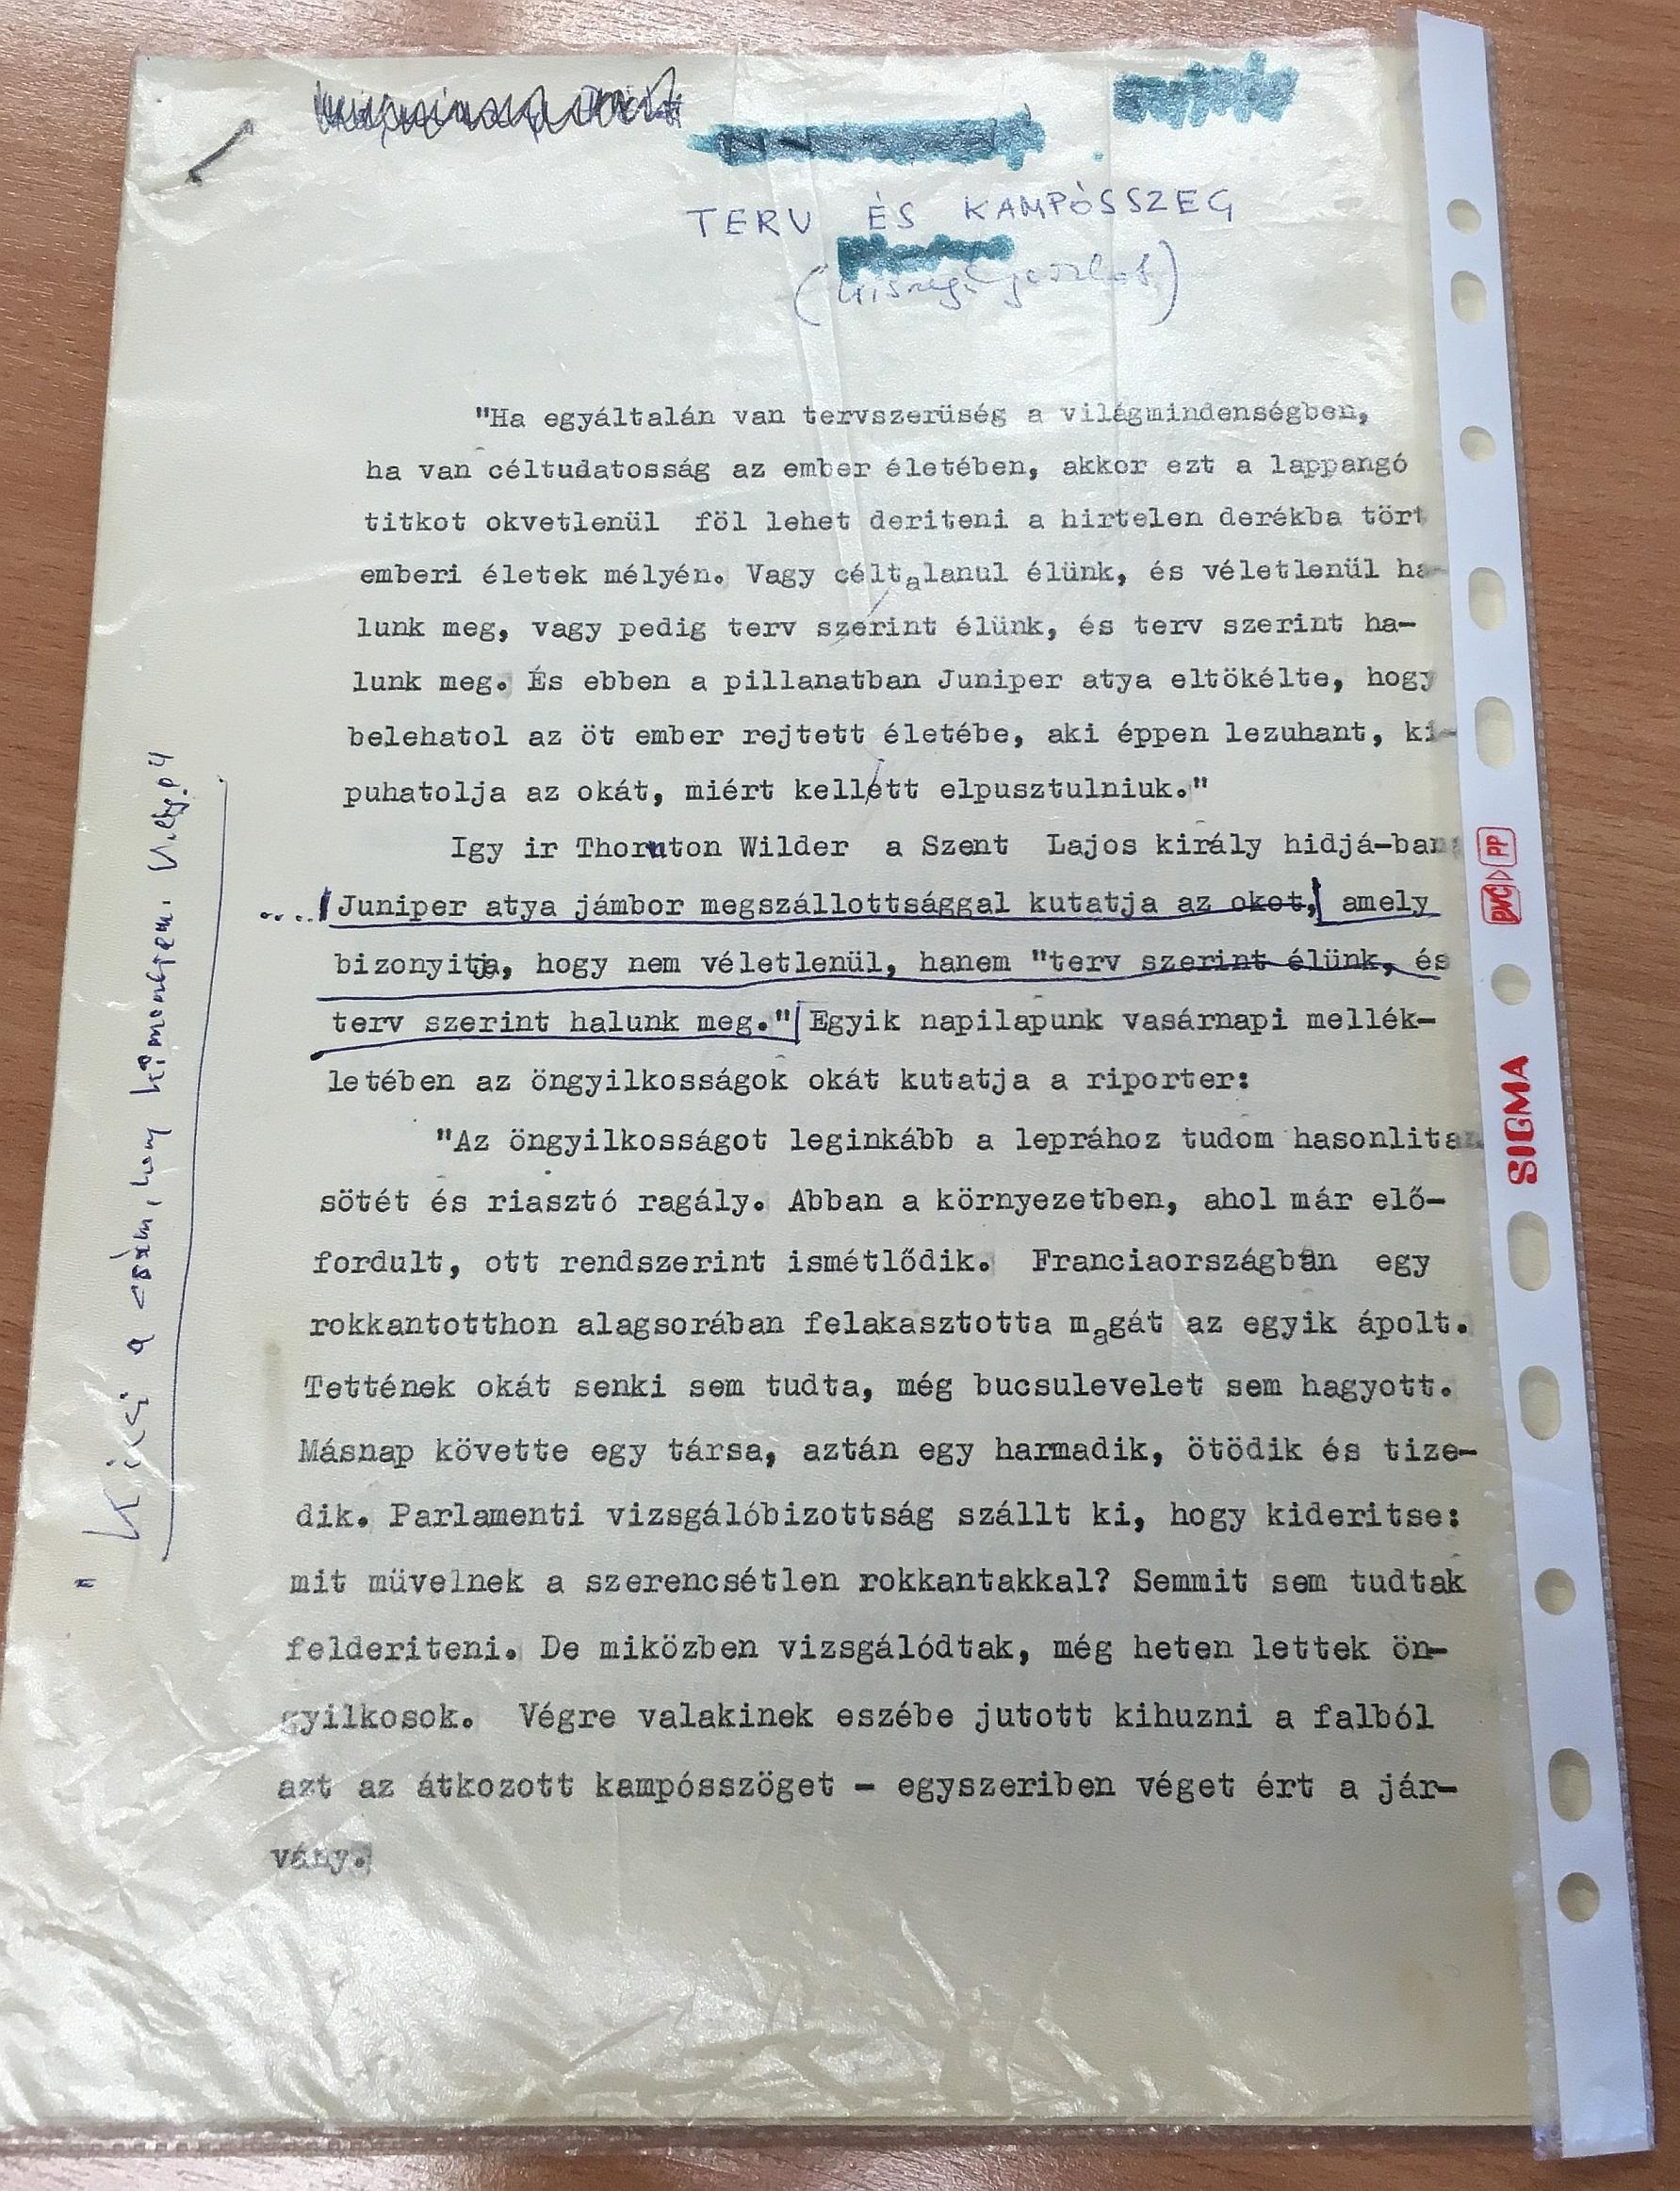 TERV ÉS KAMPÓSSZEG
"Ha egyáltalán van tervszerüség a világmindenségben,
ha van céltudatosság az ember életében, akkor ezt a lappangó
titkot okvetlenül föl lehet deriteni a hirtelen derékba tört
emberi életek mélyén. Vagy céltalanul élünk, és véletlenül ha-
lunk meg, vagy pedig terv szerint élünk, és terv szerint ha-
lunk meg. És ebben a pillanatban Juniper atya eltökélte, hogy
belehatol az öt ember rejtett életébe, aki éppen lezuhant, ki-
puhatolja az okát, miért kellett elpusztulniuk."
Igy ir Thornton Wilder a Szent Lajos király hidjá-ban
....Juniper atya jámbor megszállottsággal kutatja az okot, amely
bizonyitja, hogy nem véletlenül, hanem "terv szerint élünk, és
terv szerint halunk meg." Egyik napilapunk vasárnapi mellék-
letében az öngyilkosságok okát kutatja a riporter:
"Az öngyilkosságot leginkább a leprához tudom hasonlita
sötét és riasztó ragály. Abban a környezetben, ahol már elő-
fordult, ott rendszerint ismétlődik. Franciaországban egy
rokkantotthon alagsorában felakasztotta magát az egyik ápolt.
Tettének okát senki sem tudta, még bucsulevelet sem hagyott.
Másnap követte egy társa, aztán egy harmadik, ötödik és tize-
dik. Parlamenti vizsgálóbizottság szállt ki, hogy kideritse:
mit müvelnek a szerencsétlen rokkantakkal? Semmit sem tudtak
felderiteni. De miközben vizsgálódtak, még heten lettek ön-
gyilkosok. Végre valakinek eszébe jutott kihuzni a falból
azt az átkozott kampósszöget - egyszeriben véget ért a jár-
vány.
a hogy
PVC PP
SIGMA